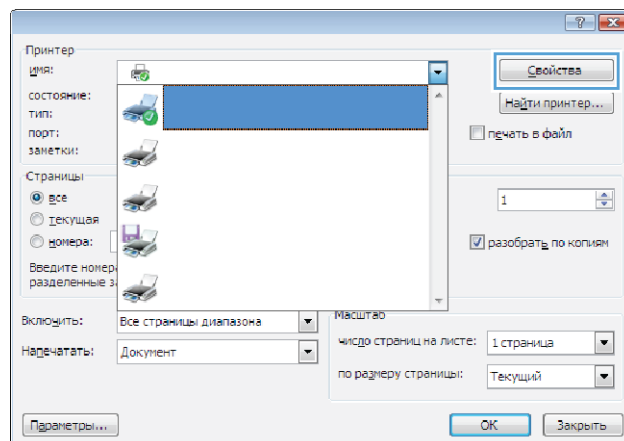 Принтер
имя:
Свойства
состояние:
Найти принтер...
тип:
порт:
печать в файл
заметки:
Страницы
все
1
текущая
номера:
разобрать по копиям
Введите
разделенные
Включить:
Все страницы диапазона
Масштаб
число страниц на листе:
1 страница
Напечатать:
Документ
по размеру страницы:
Текущий
Параметры...
OK
Закрыть